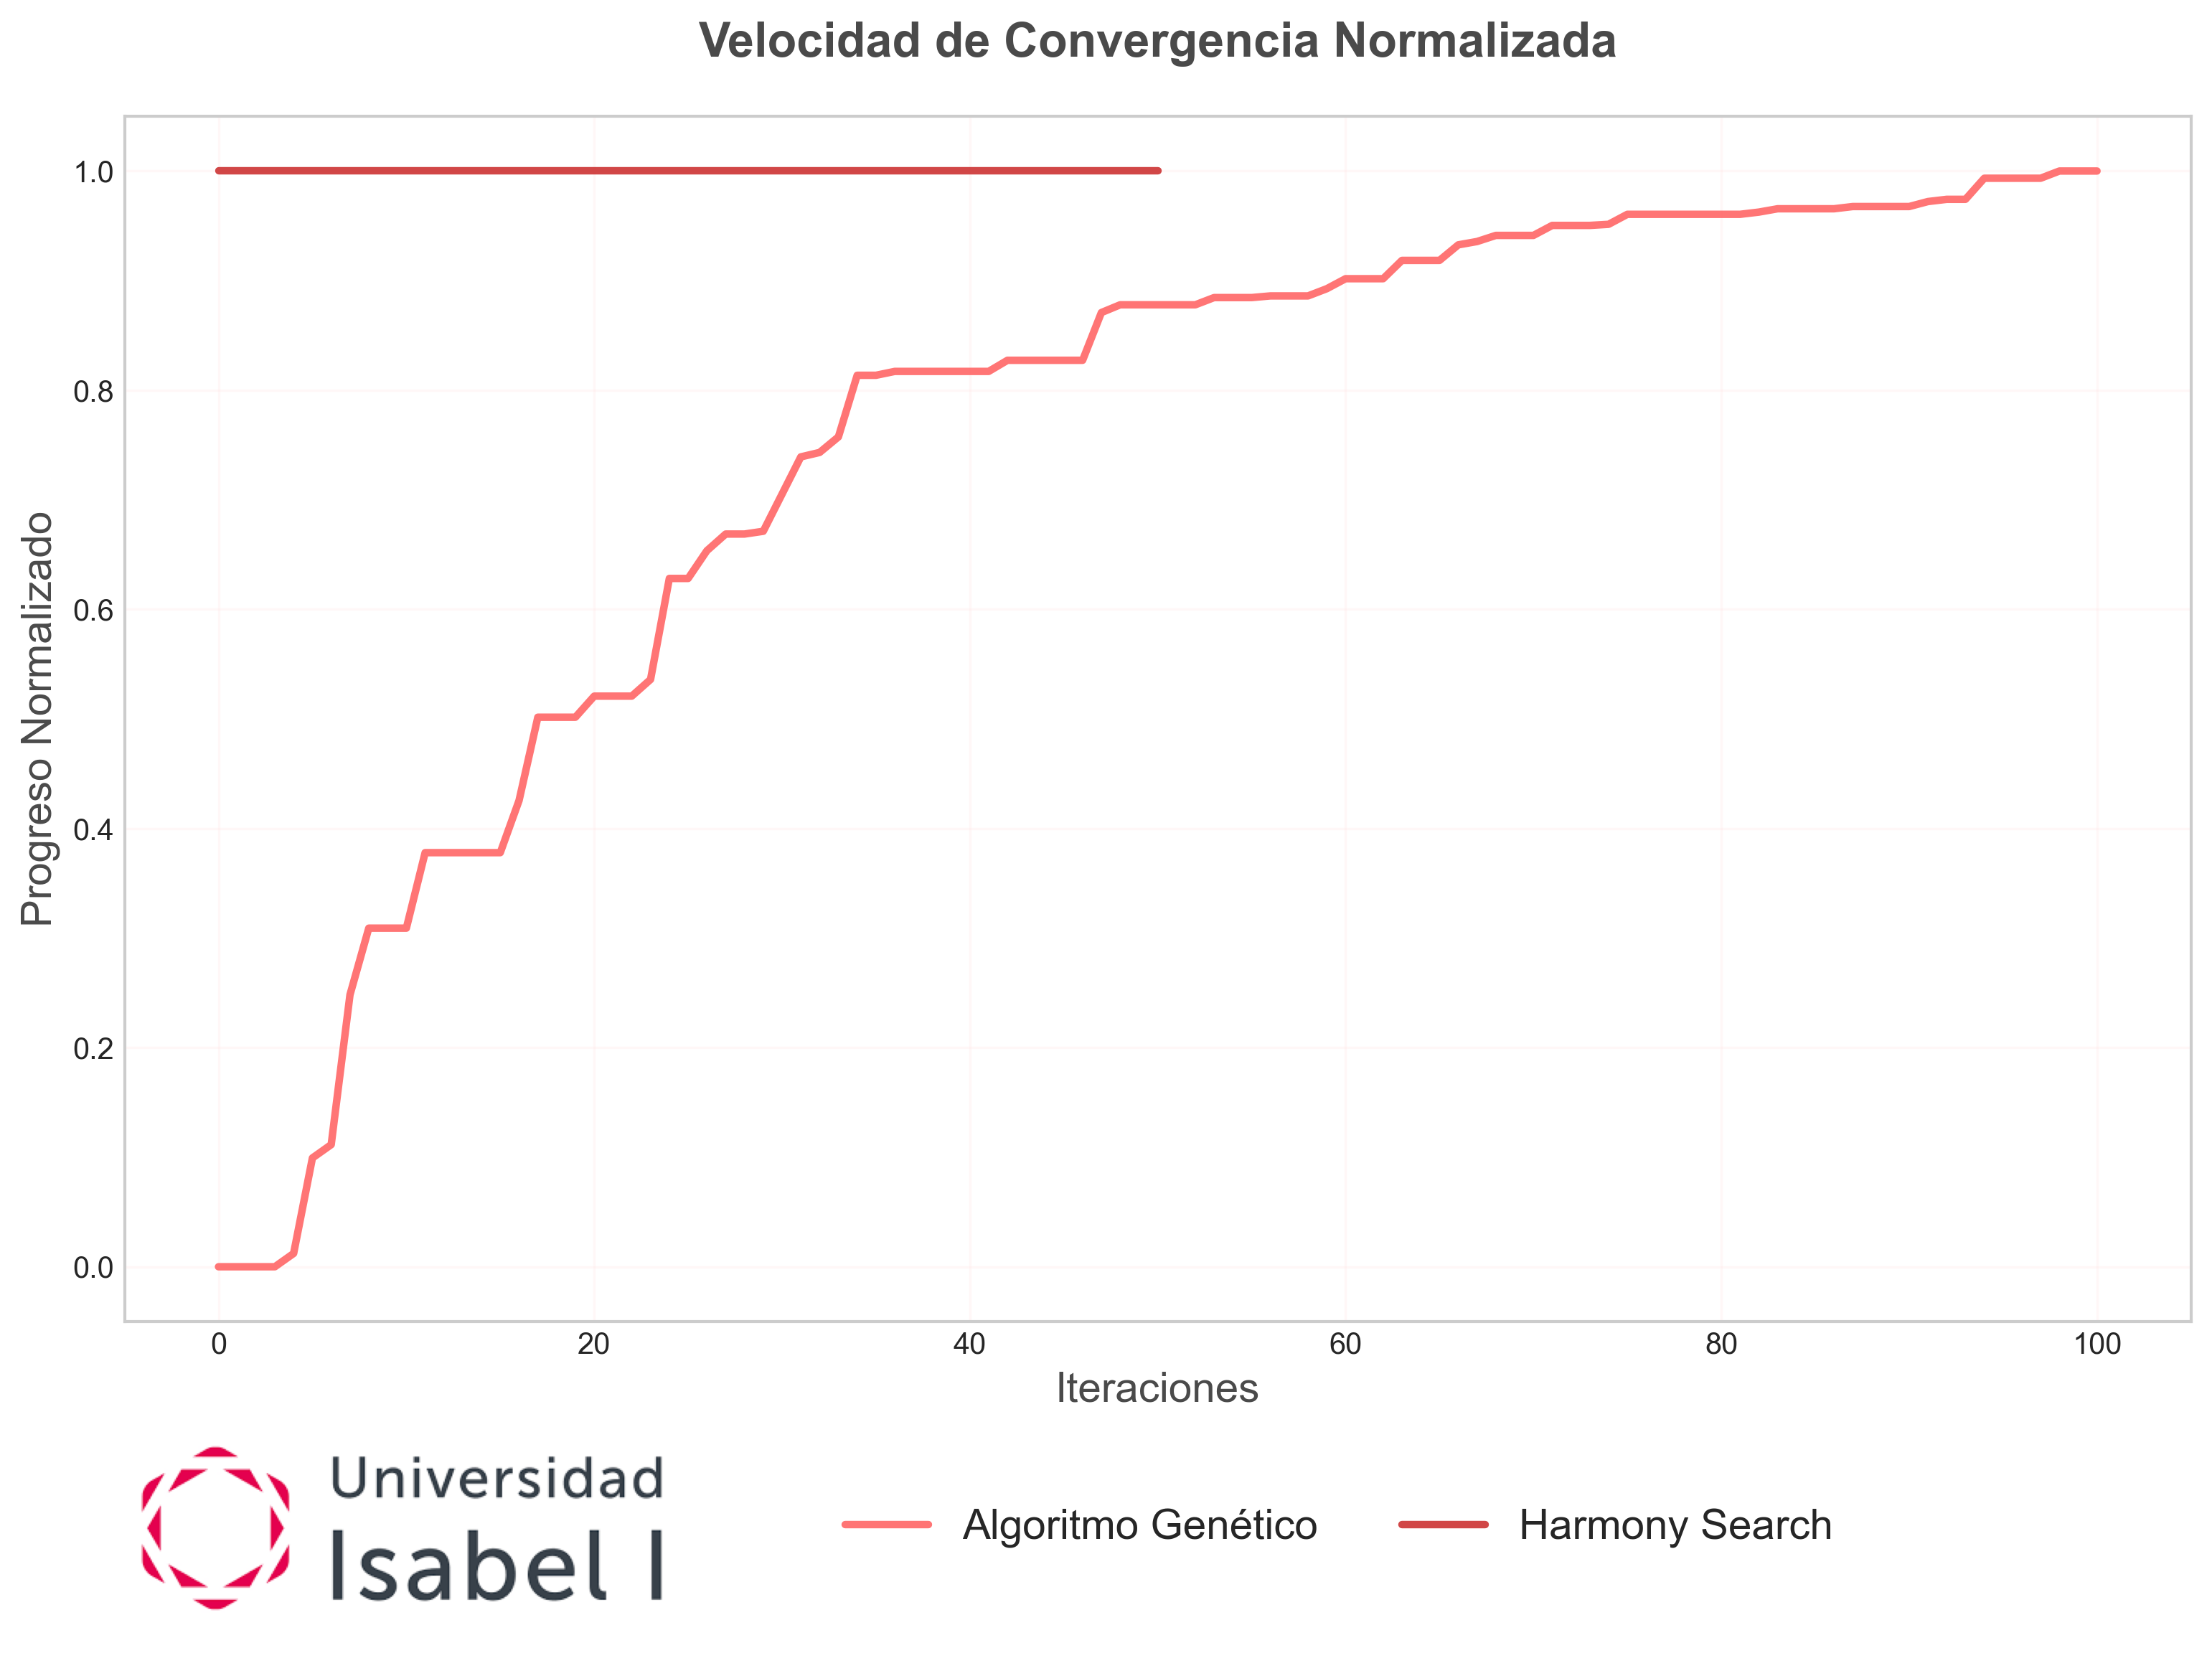 Velocidad de Convergencia Normalizada
Progreso Normalizado
1.0
0.8
0.6
0.4
0.2
0.0
0 20 40 60 80 100
Iteraciones
Universidad
Isabel I
Algoritmo Genético Harmony Search